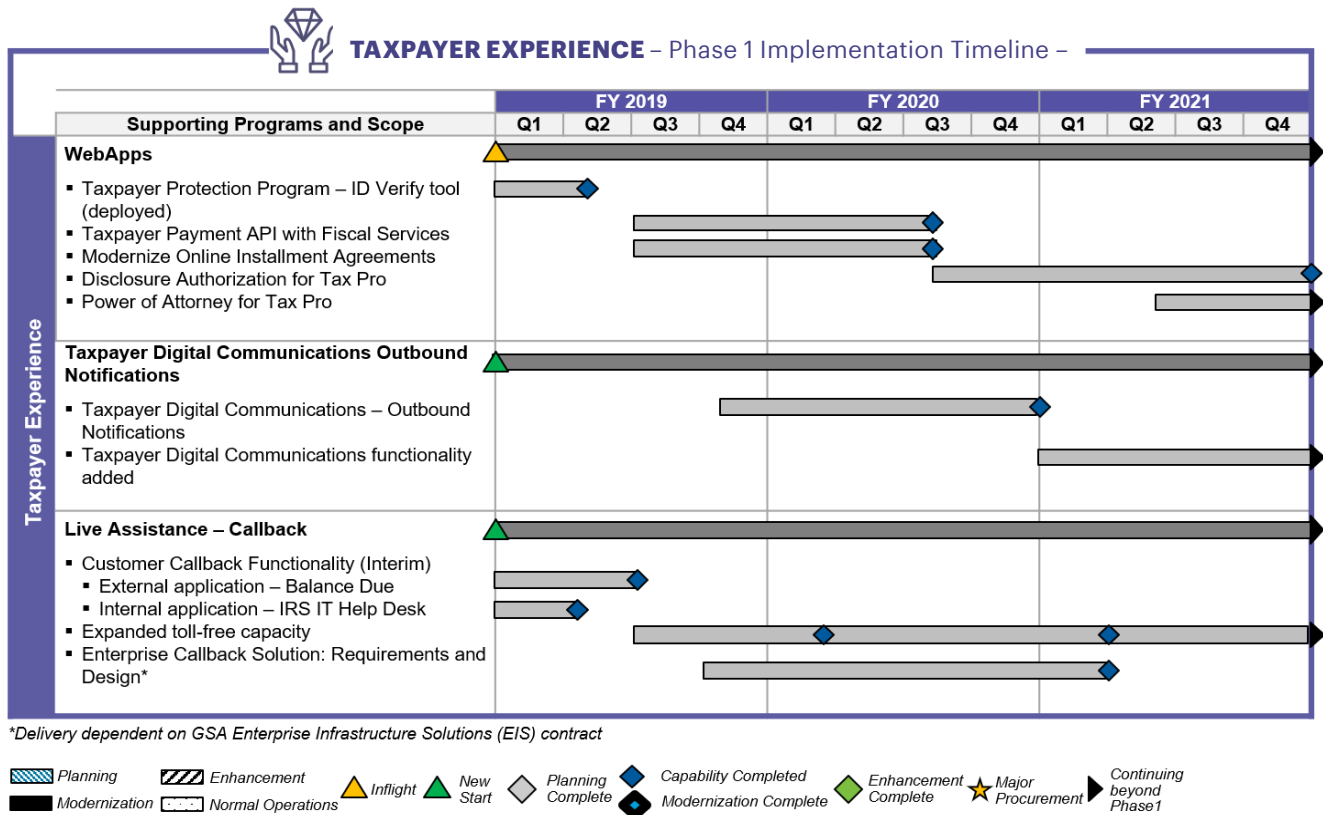 TAXPAYER EXPERIENCE – Phase 1 Implementation Timeline –
FY 2019 FY 2020 FY 2021
Supporting Programs and Scope Q1 Q2 Q3 Q4 Q1 Q2 Q3 Q4 Q1 Q2 Q3 Q4
Taxpayer Experience
WebApps
▪ Taxpayer Protection Program – ID Verify tool
(deployed)
▪ Taxpayer Payment API with Fiscal Services
▪ Modernize Online Installment Agreements
▪ Disclosure Authorization for Tax Pro
▪ Power of Attorney for Tax Pro
Taxpayer Digital Communications Outbound
Notifications
▪ Taxpayer Digital Communications – Outbound
Notifications
▪ Taxpayer Digital Communications functionality
added
Live Assistance – Callback
▪ Customer Callback Functionality (Interim)
▪ External application – Balance Due
▪ Internal application – IRS IT Help Desk
▪ Expanded toll-free capacity
▪ Enterprise Callback Solution: Requirements and
Design*
*Delivery dependent on GSA Enterprise Infrastructure Solutions (EIS) contract
Planning
Modernization
Enhancement
Normal Operations
Inflight
New
Start
Planning
Complete
Capability Completed
Modernization Complete
Enhancement
Complete
Major
Procurement
Continuing
beyond
Phase1